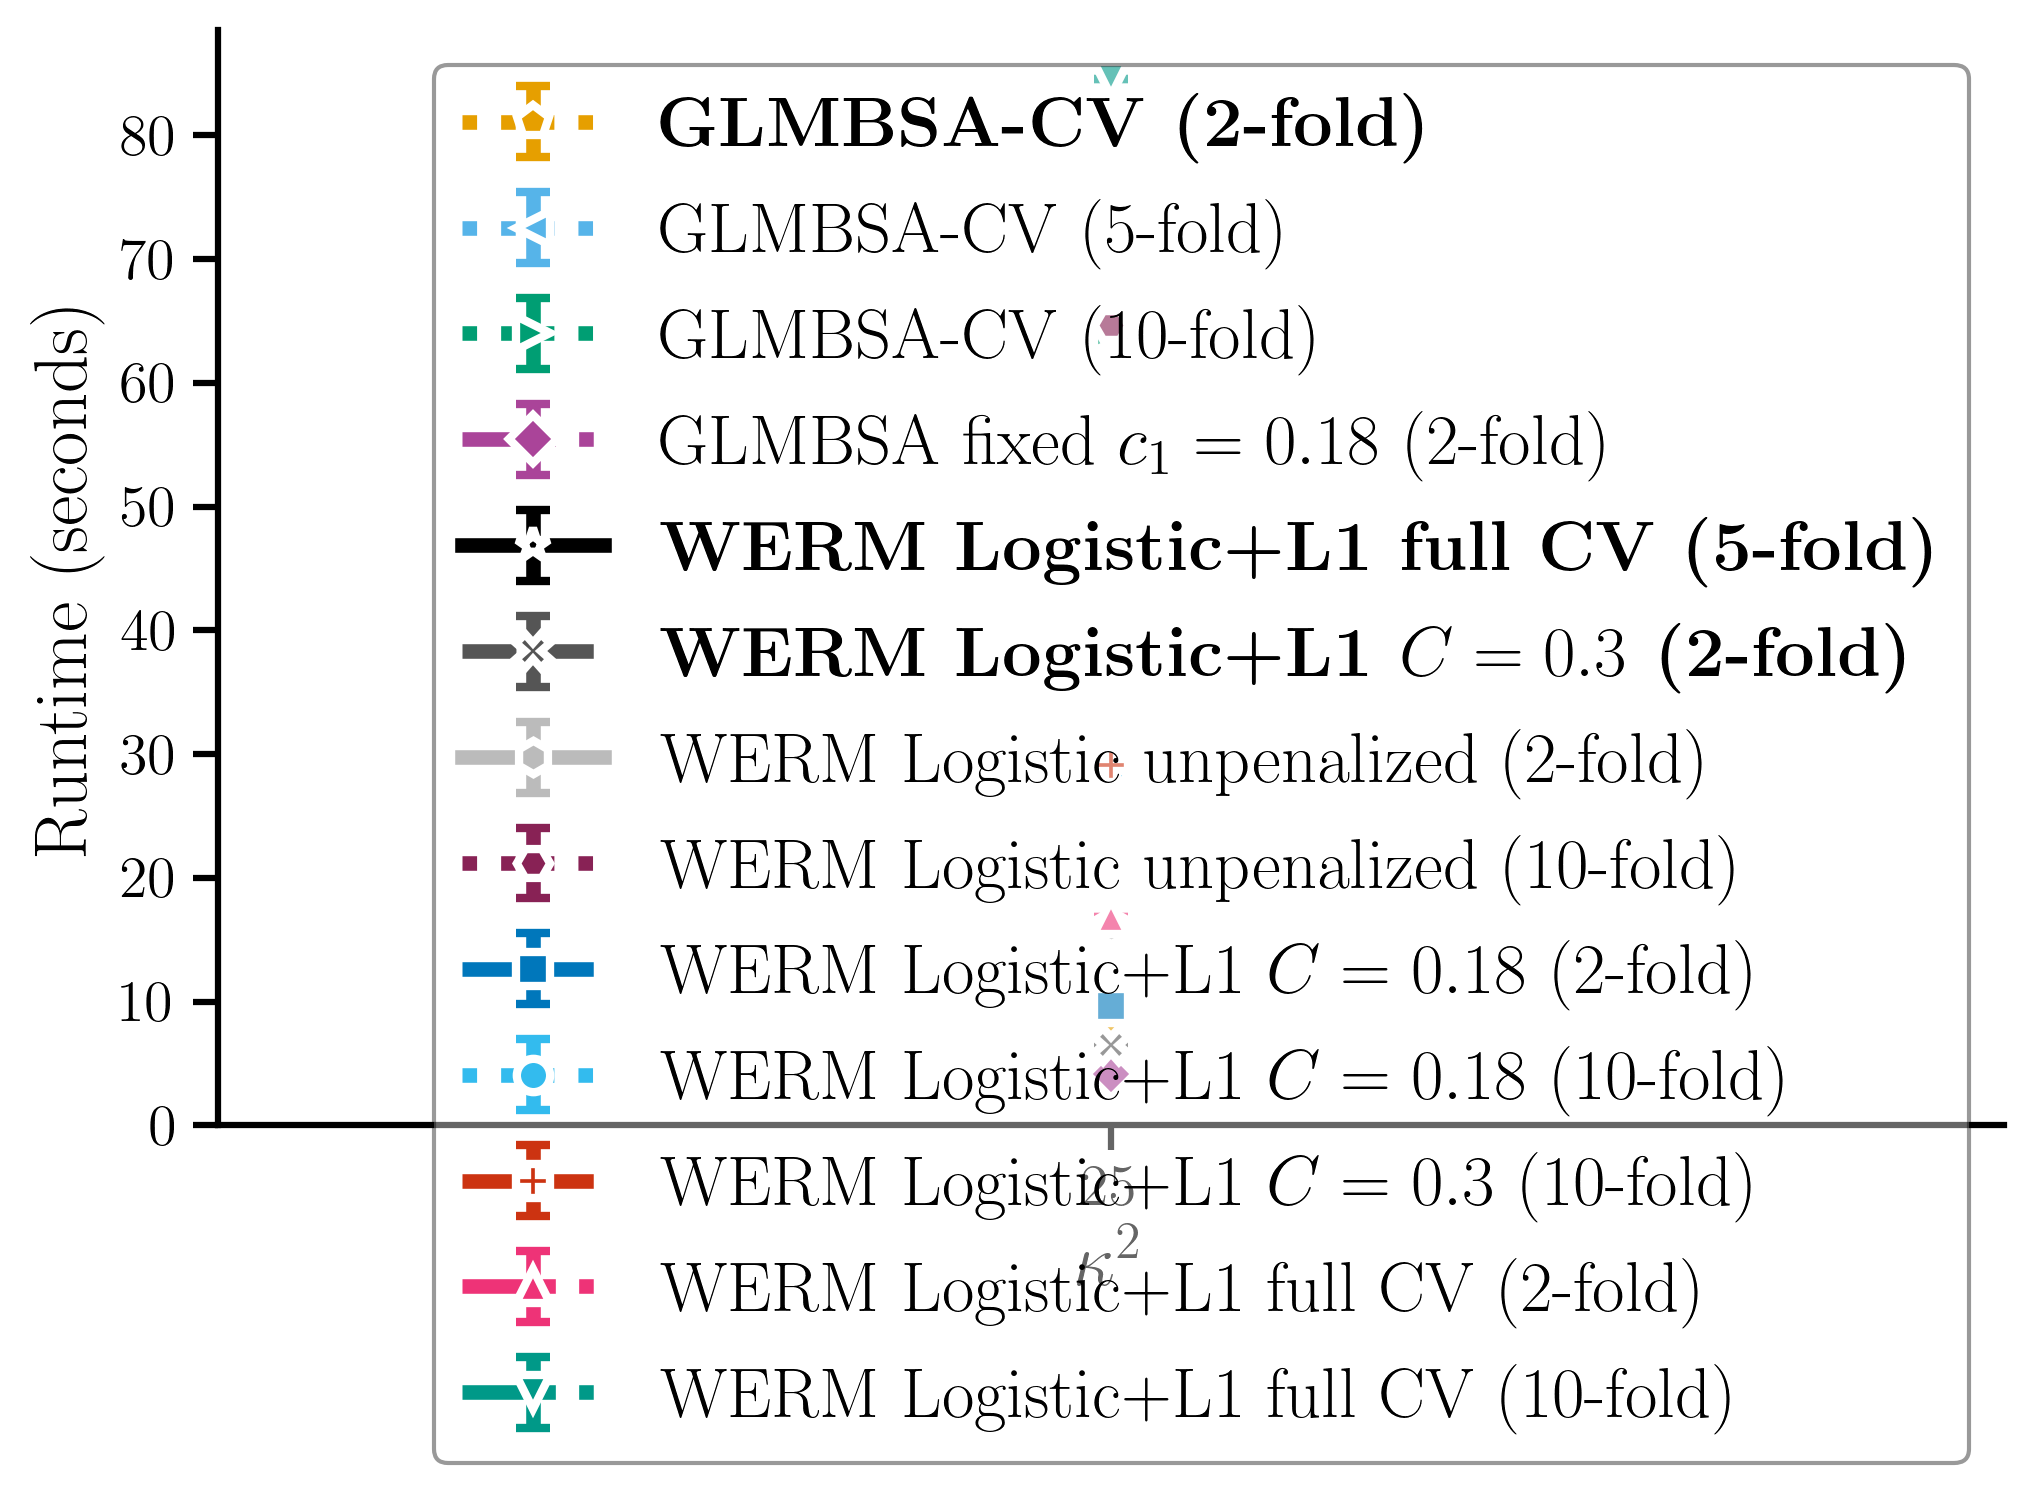 Runtime (seconds)
80
70
60
50
40
30
20
10
0
GLMBSA-CV (2-fold)
GLMBSA-CV (5-fold)
GLMBSA-CV (10-fold)
GLMBSA fixed c₁ = 0.18 (2-fold)
WERM Logistic+L1 full CV (5-fold)
WERM Logistic+L1 C = 0.3 (2-fold)
WERM Logistic unpenalized (2-fold)
WERM Logistic unpenalized (10-fold)
WERM Logistic+L1 C = 0.18 (2-fold)
WERM Logistic+L1 C = 0.18 (10-fold)
WERM Logistic+L1 C = 0.3 (10-fold)
WERM Logistic+L1 full CV (2-fold)
WERM Logistic+L1 full CV (10-fold)
25
κ²